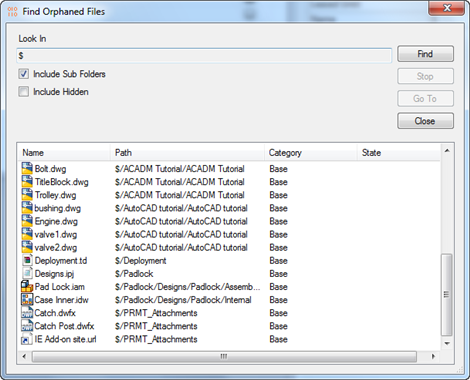 Find Orphaned Files
Look In
$
Find
Include Sub Folders
Stop
Include Hidden
Go To
Close
Name Path Category State
Bolt.dwg $/ACADM Tutorial/ACADM Tutorial Base
TitleBlock.dwg $/ACADM Tutorial/ACADM Tutorial Base
Trolley.dwg $/ACADM Tutorial/ACADM Tutorial Base
bushing.dwg $/AutoCAD tutorial/AutoCAD tutorial Base
Engine.dwg $/AutoCAD tutorial/AutoCAD tutorial Base
valve1.dwg $/AutoCAD tutorial/AutoCAD tutorial Base
valve2.dwg $/AutoCAD tutorial/AutoCAD tutorial Base
Deployment.td $/Deployment Base
Designs.ipj $/Padlock Base
Pad Lock.iam $/Padlock/Designs/Padlock/Assemb... Base
Case Inner.idw $/Padlock/Designs/Padlock/Internal Base
Catch.dwfx $/PRMT_Attachments Base
Catch Post.dwfx $/PRMT_Attachments Base
IE Add-on site.url $/PRMT_Attachments Base